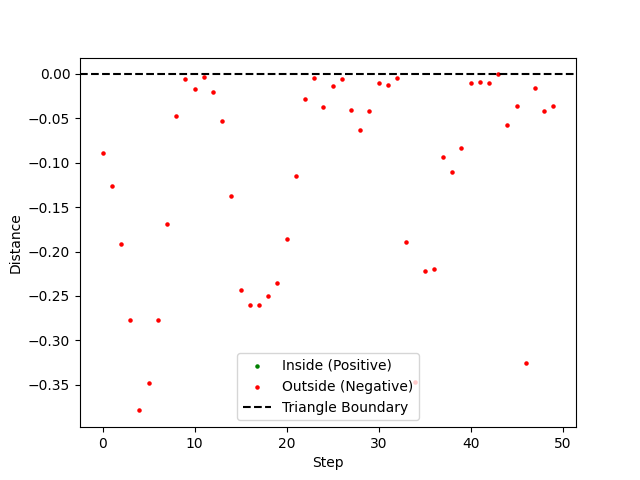 0.00
−0.05
−0.10
−0.15
−0.20
−0.25
−0.30
−0.35
Distance
Inside (Positive)
Outside (Negative)
Triangle Boundary
0 10 20 30 40 50
Step